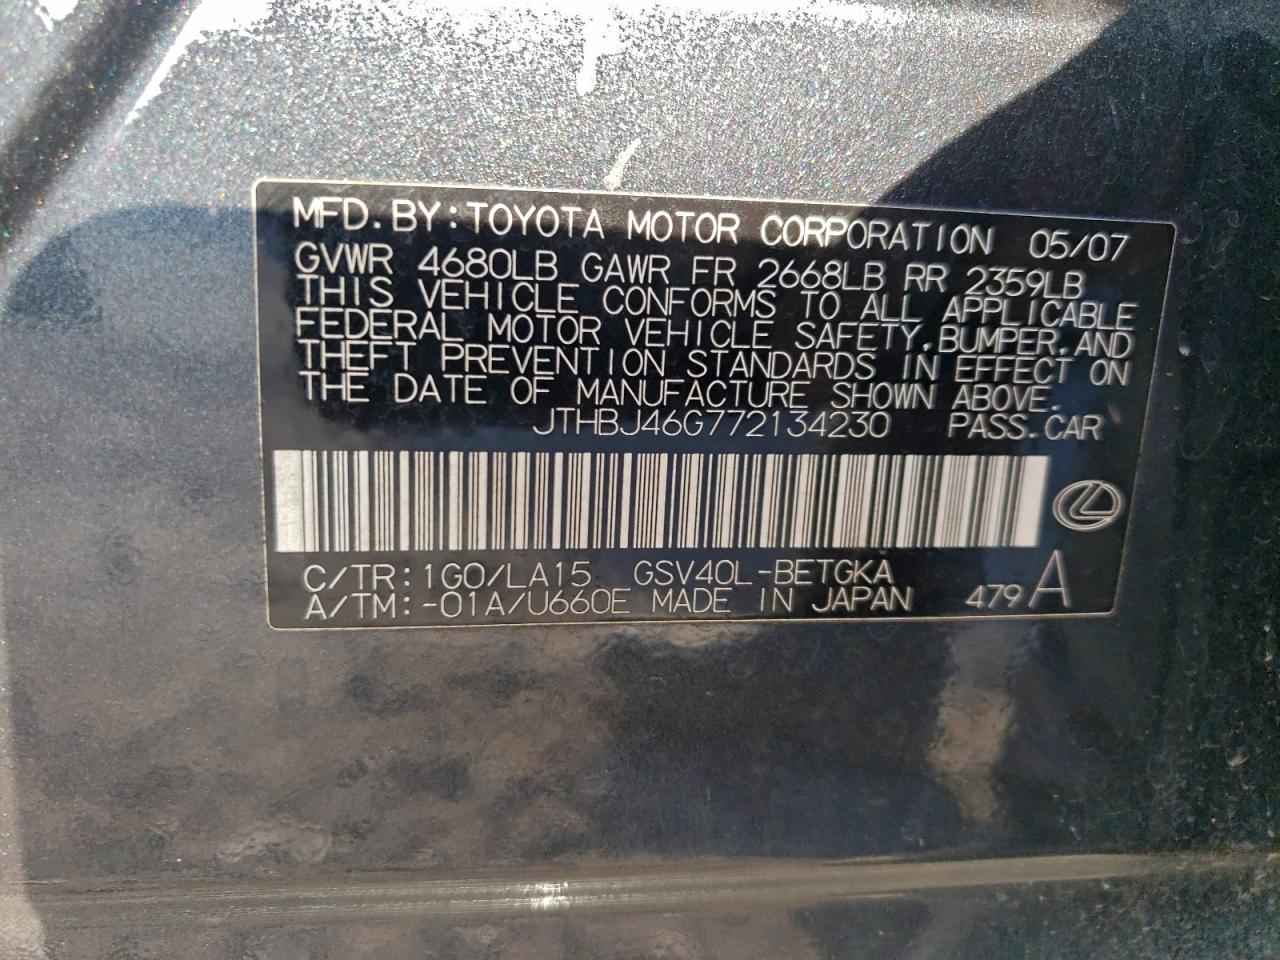 MFD. BY: TOYOTA MOTOR CORPORATION 05/07
GVWR 4680LB GAWR FR 2668LB RR 2359LB
THIS VEHICLE CONFORMS TO ALL APPLICABLE
FEDERAL MOTOR VEHICLE SAFETY, BUMPER, AND
THEFT PREVENTION STANDARDS IN EFFECT ON
THE DATE OF MANUFACTURE SHOWN ABOVE.
JTHBJ46G772134230 PASS. CAR
C/TR: 1G0/LA15 GSV40L-BETGKA
A/TM: -01A/U660E MADE IN JAPAN 479 A